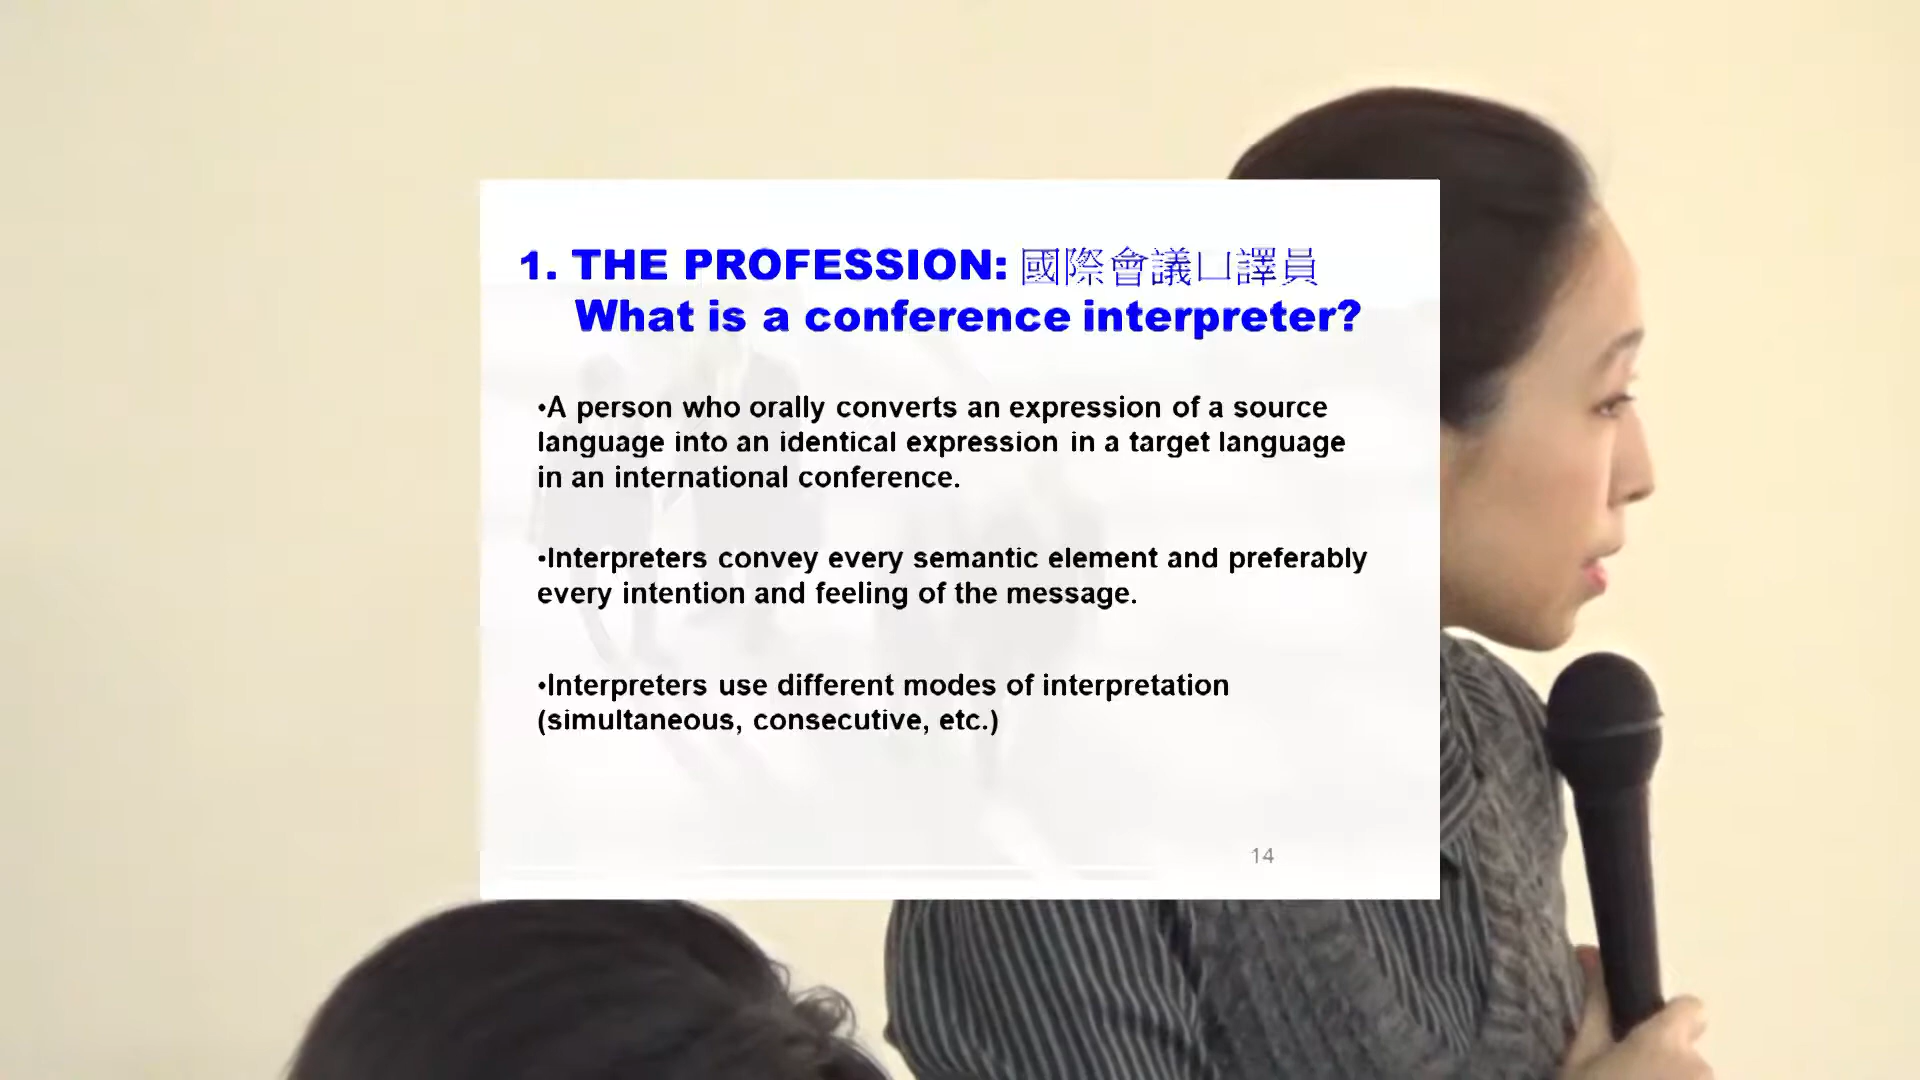 1. THE PROFESSION: 國際會議口譯員
What is a conference interpreter?
•A person who orally converts an expression of a source
language into an identical expression in a target language
in an international conference.
•Interpreters convey every semantic element and preferably
every intention and feeling of the message.
•Interpreters use different modes of interpretation
(simultaneous, consecutive, etc.)
14